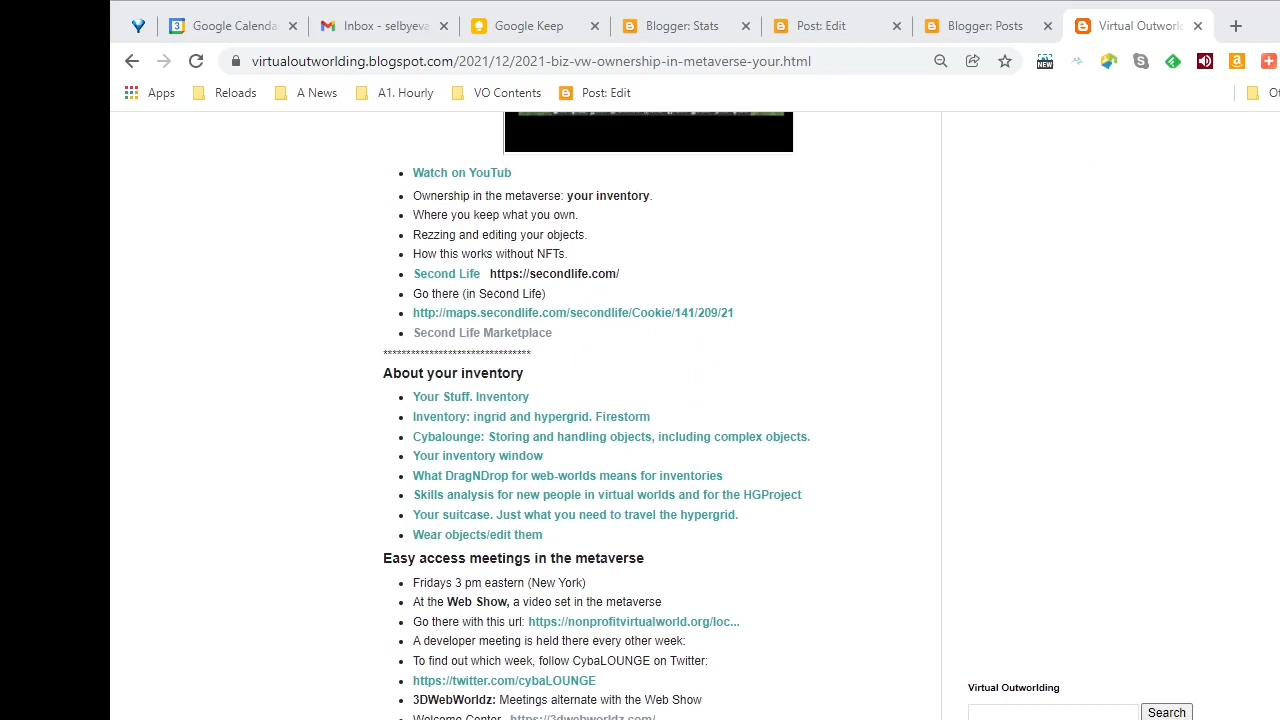 Google Calenda
Inbox - selbyeva
Google Keep
Blogger: Stats
Post: Edit
Blogger: Posts
Virtual Outworld
virtualoutworlding.blogspot.com/2021/12/2021-biz-vw-ownership-in-metaverse-your.html
NEW
Apps
Reloads
A News
A1. Hourly
VO Contents
Post: Edit
Ot
Watch on YouTub
Ownership in the metaverse: your inventory.
Where you keep what you own.
Rezzing and editing your objects.
How this works without NFTs.
Second Life https://secondlife.com/
Go there (in Second Life)
http://maps.secondlife.com/secondlife/Cookie/141/209/21
Second Life Marketplace
********************************
About your inventory
Your Stuff. Inventory
Inventory: ingrid and hypergrid. Firestorm
Cybalounge: Storing and handling objects, including complex objects.
Your inventory window
What DragNDrop for web-worlds means for inventories
Skills analysis for new people in virtual worlds and for the HGProject
Your suitcase. Just what you need to travel the hypergrid.
Wear objects/edit them
Easy access meetings in the metaverse
Fridays 3 pm eastern (New York)
At the Web Show, a video set in the metaverse
Go there with this url: https://nonprofitvirtualworld.org/loc...
A developer meeting is held there every other week:
To find out which week, follow CybaLOUNGE on Twitter:
https://twitter.com/cybaLOUNGE
3DWebWorldz: Meetings alternate with the Web Show
Welcome Center https://3dwebworldz.com/
Virtual Outworlding
Search